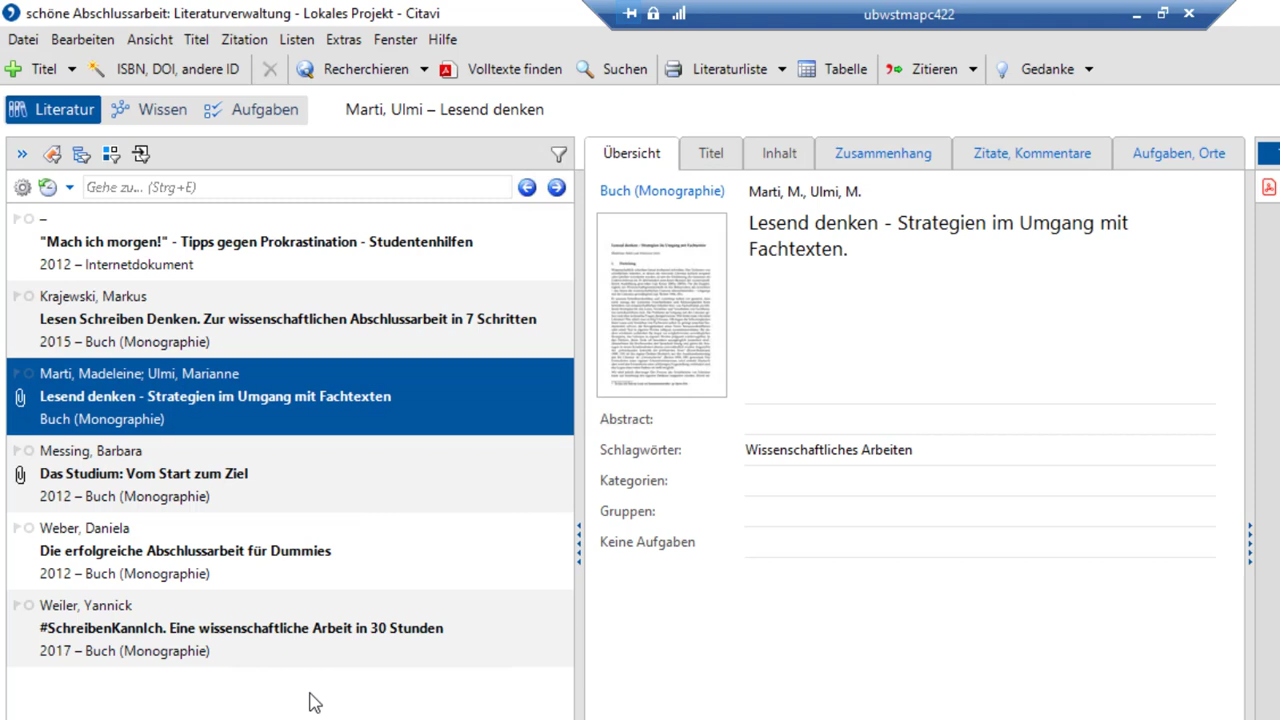 schöne Abschlussarbeit: Literaturverwaltung - Lokales Projekt - Citavi
ubwstmapc422
Datei Bearbeiten Ansicht Titel Zitation Listen Extras Fenster Hilfe
Titel ISBN, DOI, andere ID Recherchieren Volltexte finden Suchen Literaturliste Tabelle Zitieren Gedanke
Literatur Wissen Aufgaben Marti, Ulmi – Lesend denken
Übersicht Titel Inhalt Zusammenfassung Zitate, Kommentare Aufgaben, Orte
Gehe zu... (Strg+E)
–
"Mach ich morgen!" - Tipps gegen Prokrastination - Studentenhilfen
2012 – Internetdokument
Krajewski, Markus
Lesen Schreiben Denken. Zur wissenschaftlichen Abschlussarbeit in 7 Schritten
2015 – Buch (Monographie)
Marti, Madeleine; Ulmi, Marianne
Lesend denken - Strategien im Umgang mit Fachtexten
Buch (Monographie)
Messing, Barbara
Das Studium: Vom Start zum Ziel
2012 – Buch (Monographie)
Weber, Daniela
Die erfolgreiche Abschlussarbeit für Dummies
2012 – Buch (Monographie)
Weiler, Yannick
#SchreibenKannIch. Eine wissenschaftliche Arbeit in 30 Stunden
2017 – Buch (Monographie)
Buch (Monographie)
Marti, M., Ulmi, M.
Lesend denken - Strategien im Umgang mit
Fachtexten.
Abstract:
Schlagwörter: Wissenschaftliches Arbeiten
Kategorien:
Gruppen:
Keine Aufgaben